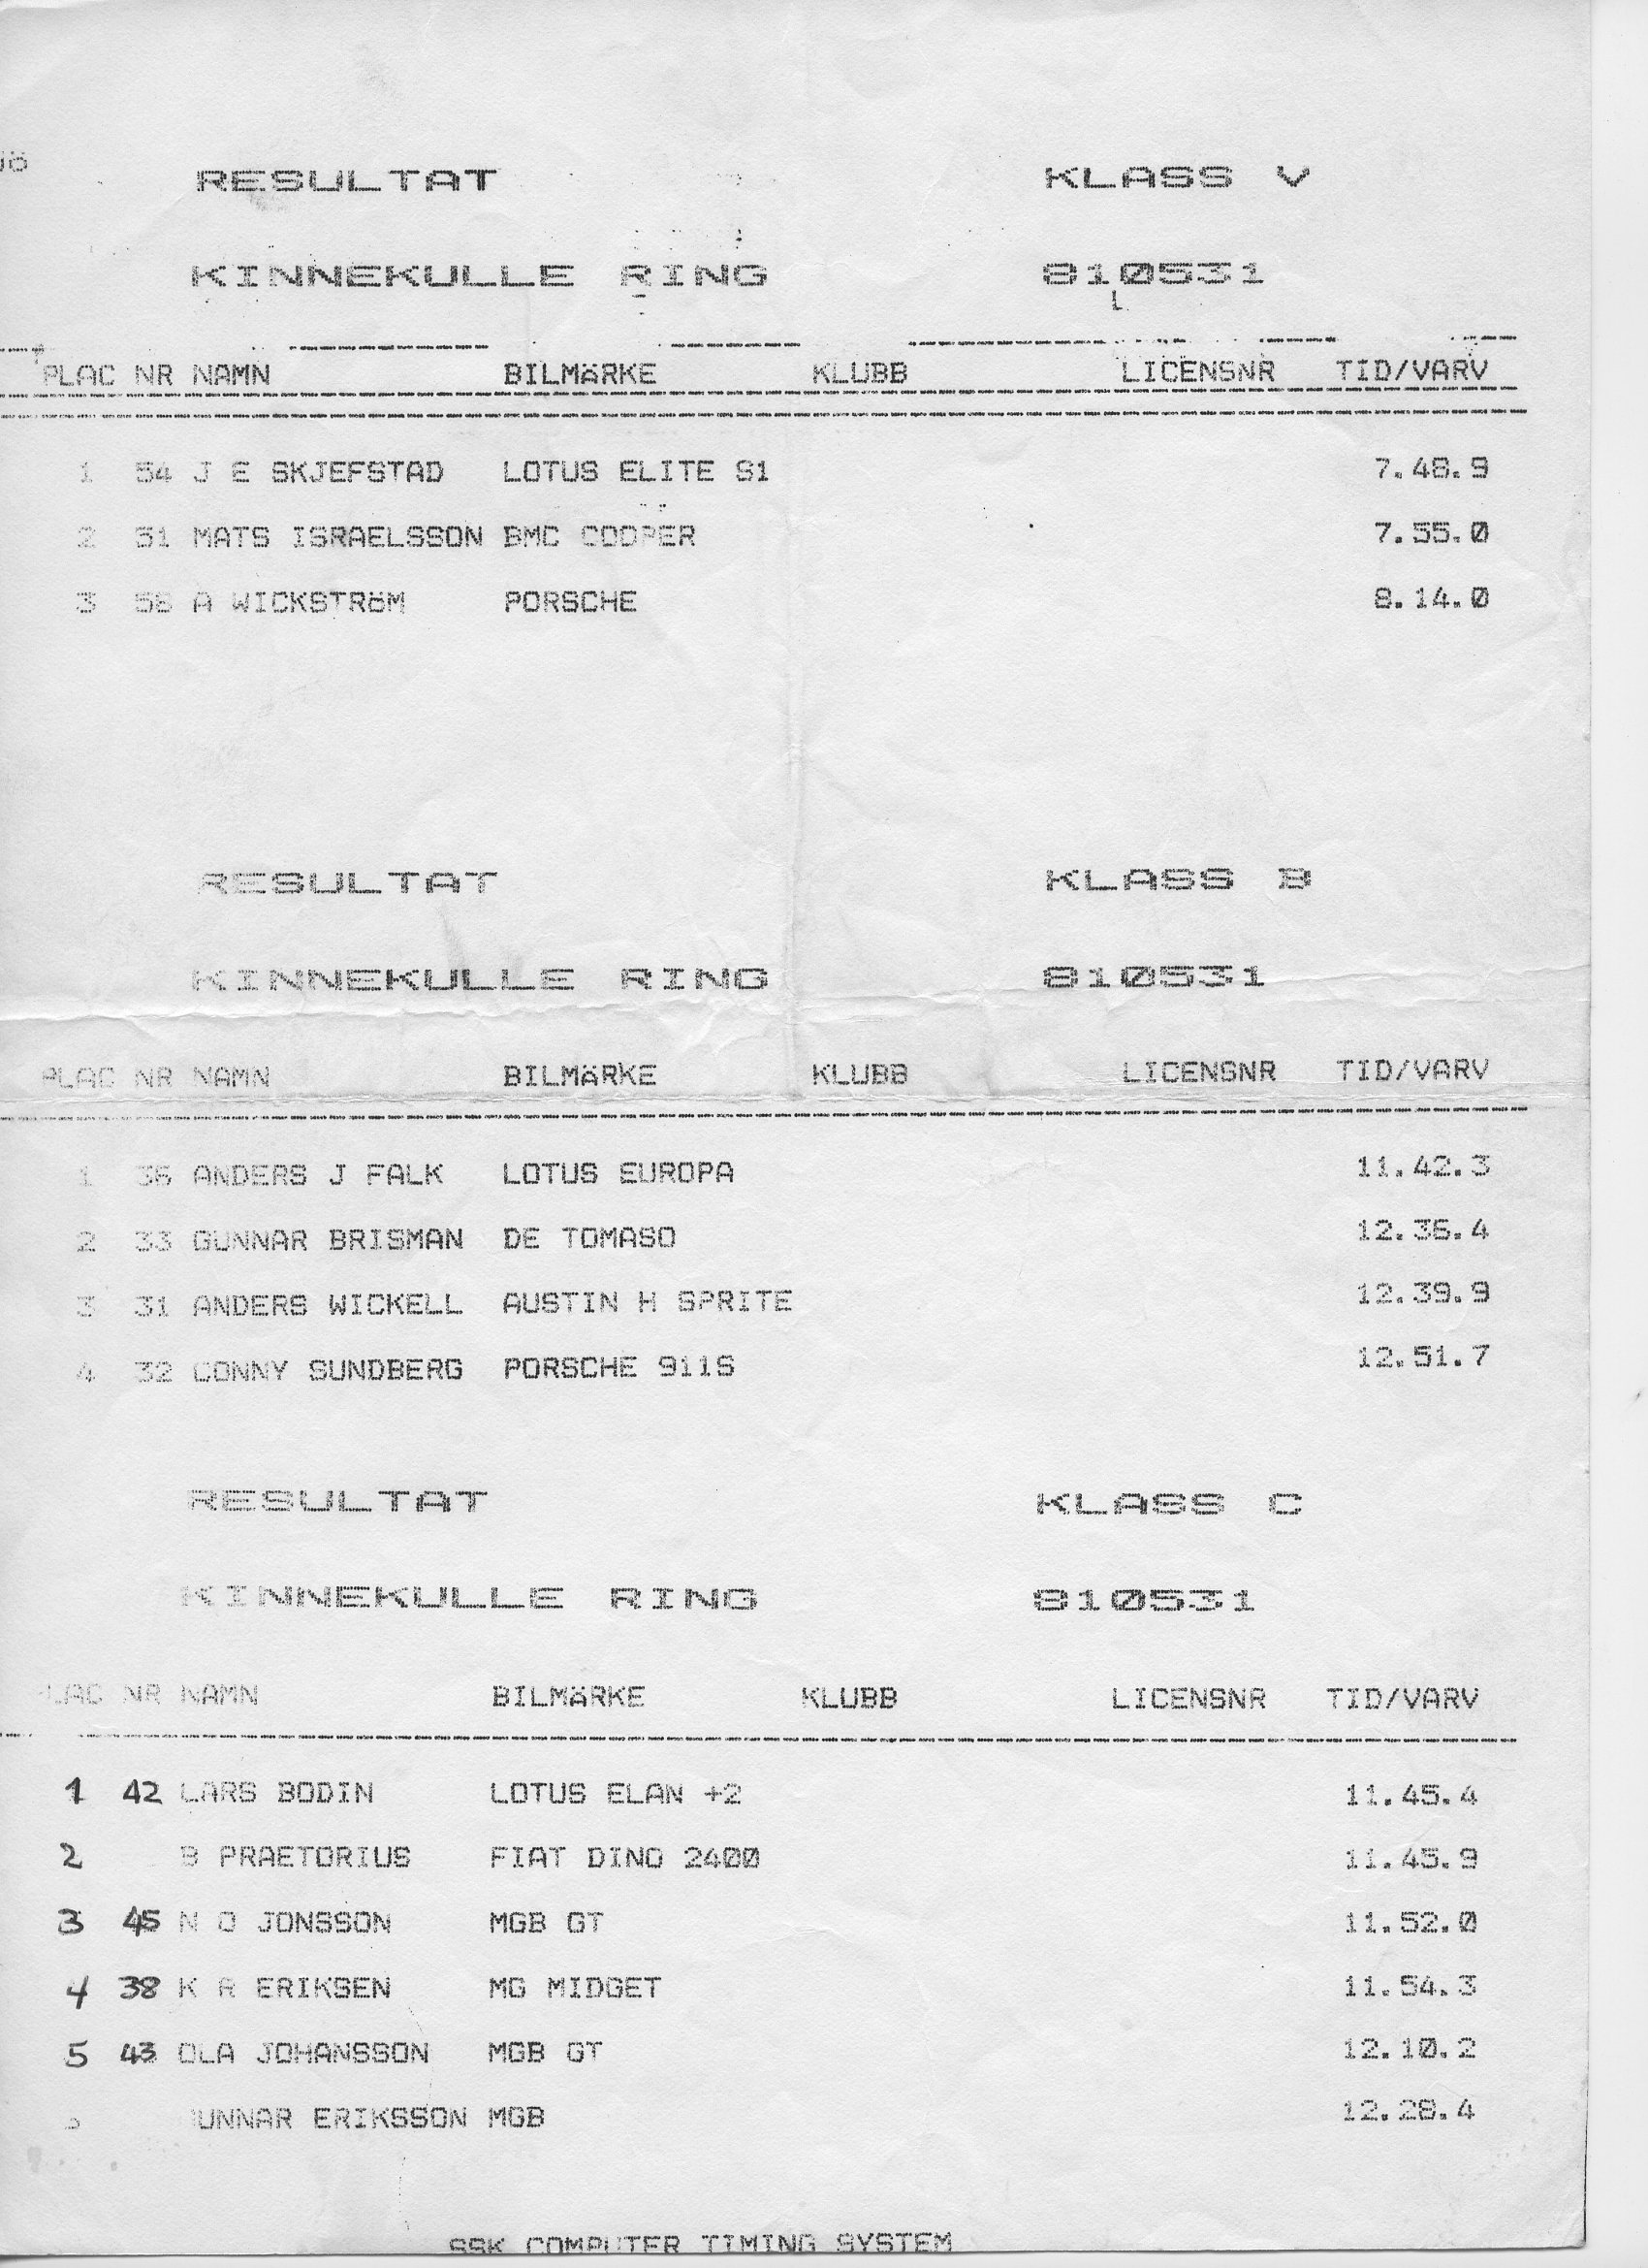 RESULTAT KLASS V
KINNEKULLE RING 810531
PLAC NR NAMN BILMÄRKE KLUBB LICENSNR TID/VARV
1 54 J E SKJEFSTAD LOTUS ELITE S1 7.48.9
2 51 MATS ISRAELSSON BMC COOPER 7.55.0
3 56 A WICKSTRÖM PORSCHE 8.14.0
RESULTAT KLASS B
KINNEKULLE RING 810531
PLAC NR NAMN BILMÄRKE KLUBB LICENSNR TID/VARV
1 36 ANDERS J FALK LOTUS EUROPA 11.42.3
2 33 GUNNAR BRISMAN DE TOMASO 12.36.4
3 31 ANDERS WICKELL AUSTIN H SPRITE 12.39.9
4 32 CONNY SUNDBERG PORSCHE 911S 12.51.7
RESULTAT KLASS C
KINNEKULLE RING 810531
PLAC NR NAMN BILMÄRKE KLUBB LICENSNR TID/VARV
1 42 LARS BODIN LOTUS ELAN +2 11.45.4
2 B PRAETORIUS FIAT DINO 2400 11.45.9
3 45 N O JONSSON MGB GT 11.52.0
4 38 K R ERIKSEN MG MIDGET 11.54.3
5 43 OLA JOHANSSON MGB GT 12.10.2
UNNAR ERIKSSON MGB 12.28.4
SSK COMPUTER TIMING SYSTEM